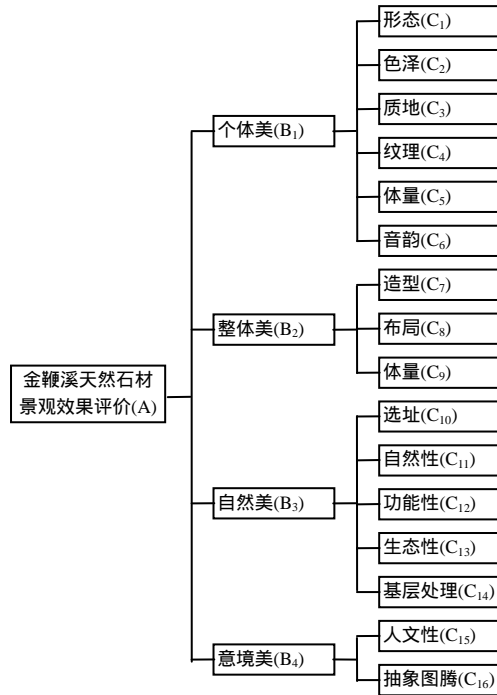 金鞭溪天然石材
景观效果评价(A)
个体美(B₁)
形态(C₁)
色泽(C₂)
质地(C₃)
纹理(C₄)
体量(C₅)
音韵(C₆)
整体美(B₂)
造型(C₇)
布局(C₈)
体量(C₉)
自然美(B₃)
选址(C₁₀)
自然性(C₁₁)
功能性(C₁₂)
生态性(C₁₃)
基层处理(C₁₄)
意境美(B₄)
人文性(C₁₅)
抽象图腾(C₁₆)